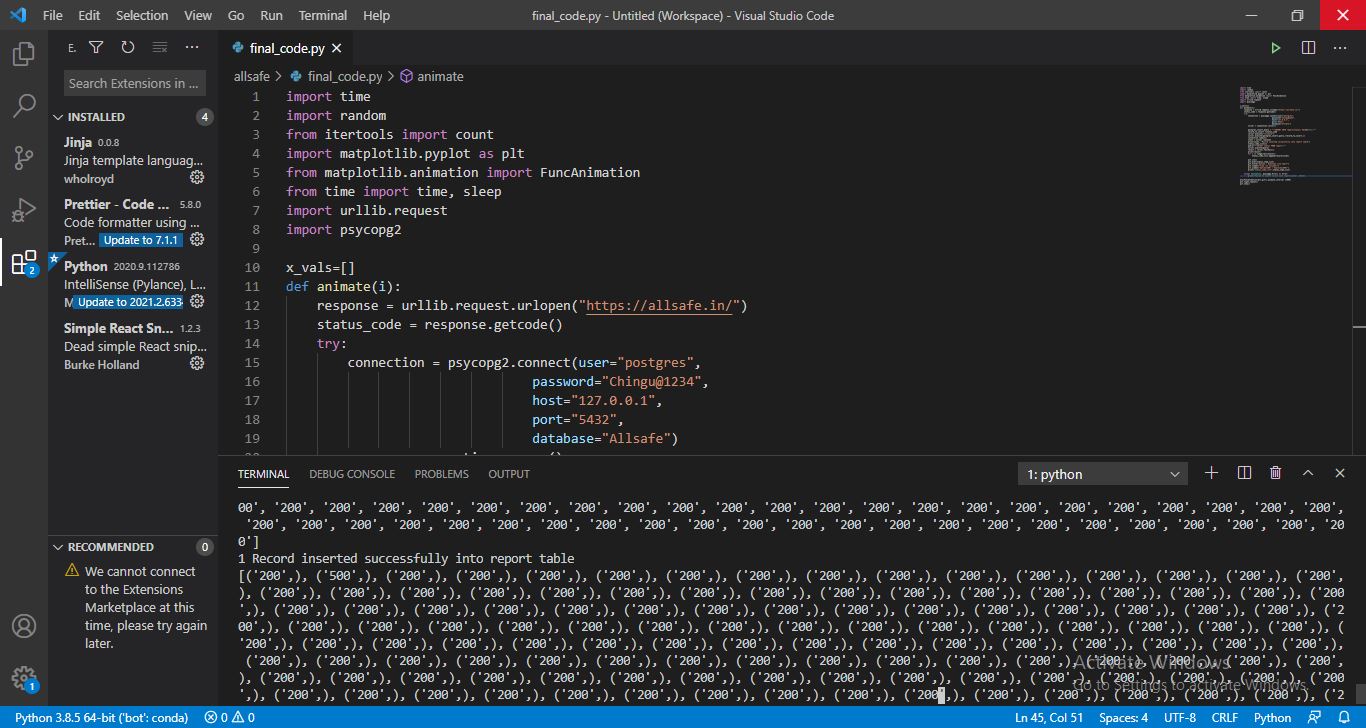 File Edit Selection View Go Run Terminal Help final_code.py - Untitled (Workspace) - Visual Studio Code
E.
Search Extensions in ...
INSTALLED 4
Jinja 0.0.8
Jinja template languag...
wholroyd
Prettier - Code ... 5.8.0
Code formatter using ...
Pret... Update to 7.1.1
Python 2020.9.112786
IntelliSense (Pylance), L...
M Update to 2021.2.633
Simple React Sn... 1.2.3
Dead simple React snip...
Burke Holland
RECOMMENDED 0
We cannot connect
to the Extensions
Marketplace at this
time, please try again
later.
2
1
final_code.py
allsafe > final_code.py > animate
1 import time
2 import random
3 from itertools import count
4 import matplotlib.pyplot as plt
5 from matplotlib.animation import FuncAnimation
6 from time import time, sleep
7 import urllib.request
8 import psycopg2
9
10 x_vals=[]
11 def animate(i):
12 response = urllib.request.urlopen("https://allsafe.in/")
13 status_code = response.getcode()
14 try:
15 connection = psycopg2.connect(user="postgres",
16 password="Chingu@1234",
17 host="127.0.0.1",
18 port="5432",
19 database="Allsafe")
TERMINAL DEBUG CONSOLE PROBLEMS OUTPUT 1: python
00', '200', '200', '200', '200', '200', '200', '200', '200', '200', '200', '200', '200', '200', '200', '200', '200', '200', '200', '200',
'200', '200', '200', '200', '200', '200', '200', '200', '200', '200', '200', '200', '200', '200', '200', '200', '200', '200', '200', '20
0']
1 Record inserted successfully into report table
[('200',), ('500',), ('200',), ('200',), ('200',), ('200',), ('200',), ('200',), ('200',), ('200',), ('200',), ('200',), ('200',), ('200',), ('200',), ('200',
), ('200',), ('200',), ('200',), ('200',), ('200',), ('200',), ('200',), ('200',), ('200',), ('200',), ('200',), ('200',), ('200',), ('200',), ('200',), ('200
',), ('200',), ('200',), ('200',), ('200',), ('200',), ('200',), ('200',), ('200',), ('200',), ('200',), ('200',), ('200',), ('200',), ('200',), ('200',), ('2
00',), ('200',), ('200',), ('200',), ('200',), ('200',), ('200',), ('200',), ('200',), ('200',), ('200',), ('200',), ('200',), ('200',), ('200',), ('200',), (
'200',), ('200',), ('200',), ('200',), ('200',), ('200',), ('200',), ('200',), ('200',), ('200',), ('200',), ('200',), ('200',), ('200',), ('200',), ('200',),
('200',), ('200',), ('200',), ('200',), ('200',), ('200',), ('200',), ('200',), ('200',), ('200',), ('200',), ('200',), ('200',), ('200',), ('200',), ('200',
), ('200',), ('200',), ('200',), ('200',), ('200',), ('200',), ('200',), ('200',), ('200',), ('200',), ('200',), ('200',), ('200',), ('200',), ('200',), ('200
',), ('200',), ('200',), ('200',), ('200',), ('200',), ('200',), ('200',), ('200',), ('200',), ('200',), ('200',), ('200',), ('200',), ('200',), ('200',), ('2
Activate Windows
Go to Settings to activate Windows.
Python 3.8.5 64-bit ('bot': conda) 0 0 Ln 45, Col 51 Spaces: 4 UTF-8 CRLF Python